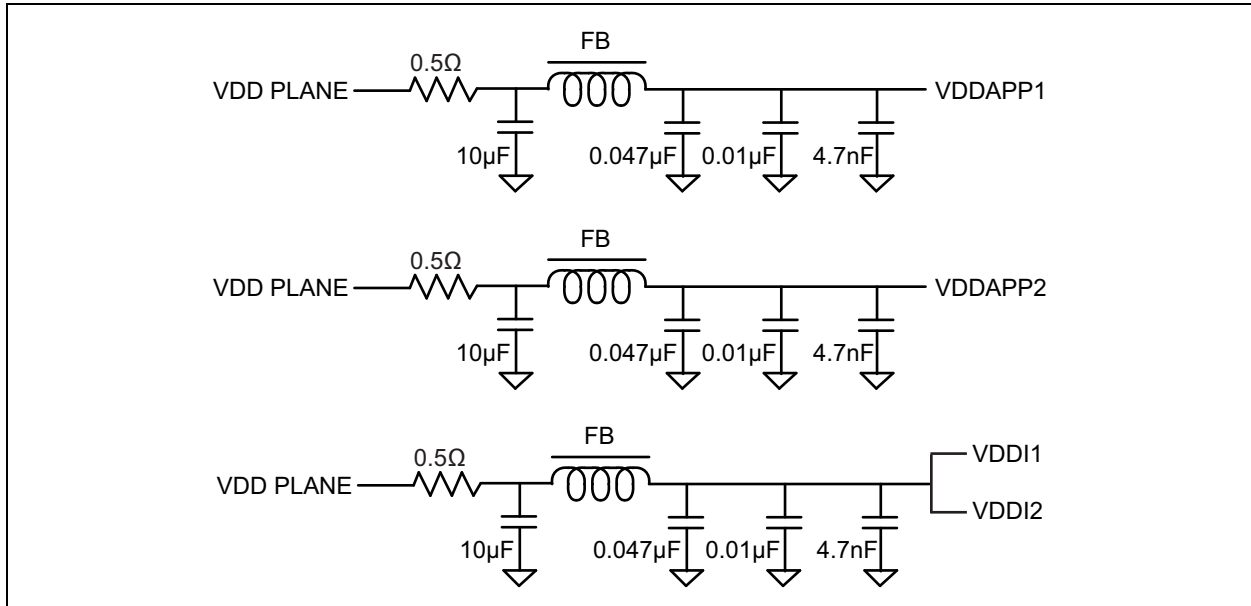 FB
0.5Ω
VDD PLANE
VDDAPP1
10µF
0.047µF
0.01µF
4.7nF
FB
0.5Ω
VDD PLANE
VDDAPP2
10µF
0.047µF
0.01µF
4.7nF
FB
0.5Ω
VDDI1
VDD PLANE
VDDI2
10µF
0.047µF
0.01µF
4.7nF